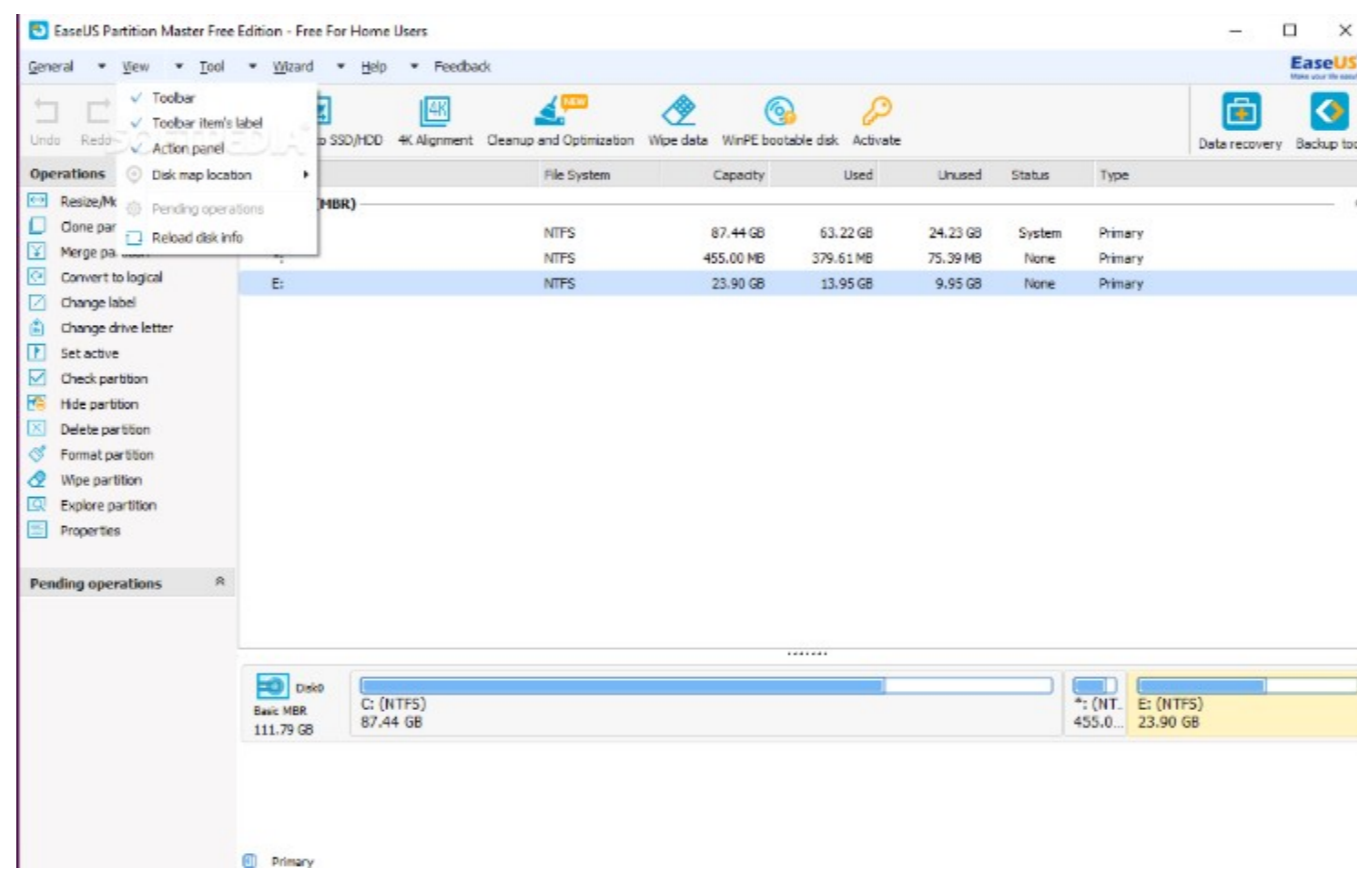 EaseUS Partition Master Free Edition - Free For Home Users
General View Tool Wizard Help Feedback
EaseUS
Toolbar
Toolbar item's label
Action panel
Disk map location
Pending operations
Reload disk info
Undo Redo SSD/HDD 4K Alignment Cleanup and Optimization Wipe data WinPE bootable disk Activate Data recovery Backup
NEW
4K
SOFTPEDIA
Operations File System Capacity Used Unused Status Type
(MBR)
NTFS 87.44 GB 63.22 GB 24.23 GB System Primary
*: NTFS 455.00 MB 379.61 MB 75.39 MB None Primary
E: NTFS 23.90 GB 13.95 GB 9.95 GB None Primary
Clone
Merge
Convert to logical
Change label
Change drive letter
Set active
Check partition
Hide partition
Delete partition
Format partition
Wipe partition
Explore partition
Properties
Pending operations
Disk0
Basic MBR
111.79 GB
C: (NTFS)
87.44 GB
*: (NT..
455.0...
E: (NTFS)
23.90 GB
Primary